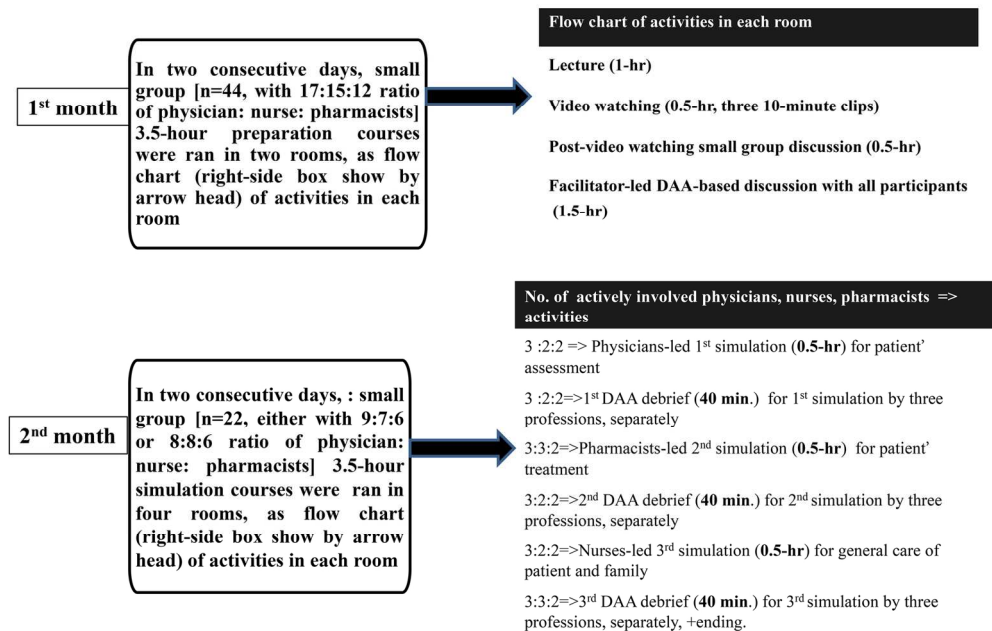 1st month
In two consecutive days, small
group [n=44, with 17:15:12 ratio
of physician: nurse: pharmacists]
3.5-hour preparation courses
were ran in two rooms, as flow
chart (right-side box show by
arrow head) of activities in each
room
Flow chart of activities in each room
Lecture (1-hr)
Video watching (0.5-hr, three 10-minute clips)
Post-video watching small group discussion (0.5-hr)
Facilitator-led DAA-based discussion with all participants
(1.5-hr)
2nd month
In two consecutive days, : small
group [n=22, either with 9:7:6
or 8:8:6 ratio of physician:
nurse: pharmacists] 3.5-hour
simulation courses were ran in
four rooms, as flow chart
(right-side box show by arrow
head) of activities in each room
No. of actively involved physicians, nurses, pharmacists =>
activities
3 :2:2 => Physicians-led 1st simulation (0.5-hr) for patient'
assessment
3 :2:2=>1st DAA debrief (40 min.) for 1st simulation by three
professions, separately
3:3:2=>Pharmacists-led 2nd simulation (0.5-hr) for patient'
treatment
3:2:2=>2nd DAA debrief (40 min.) for 2nd simulation by three
professions, separately
3:2:2=>Nurses-led 3rd simulation (0.5-hr) for general care of
patient and family
3:3:2=>3rd DAA debrief (40 min.) for 3rd simulation by three
professions, separately, +ending.